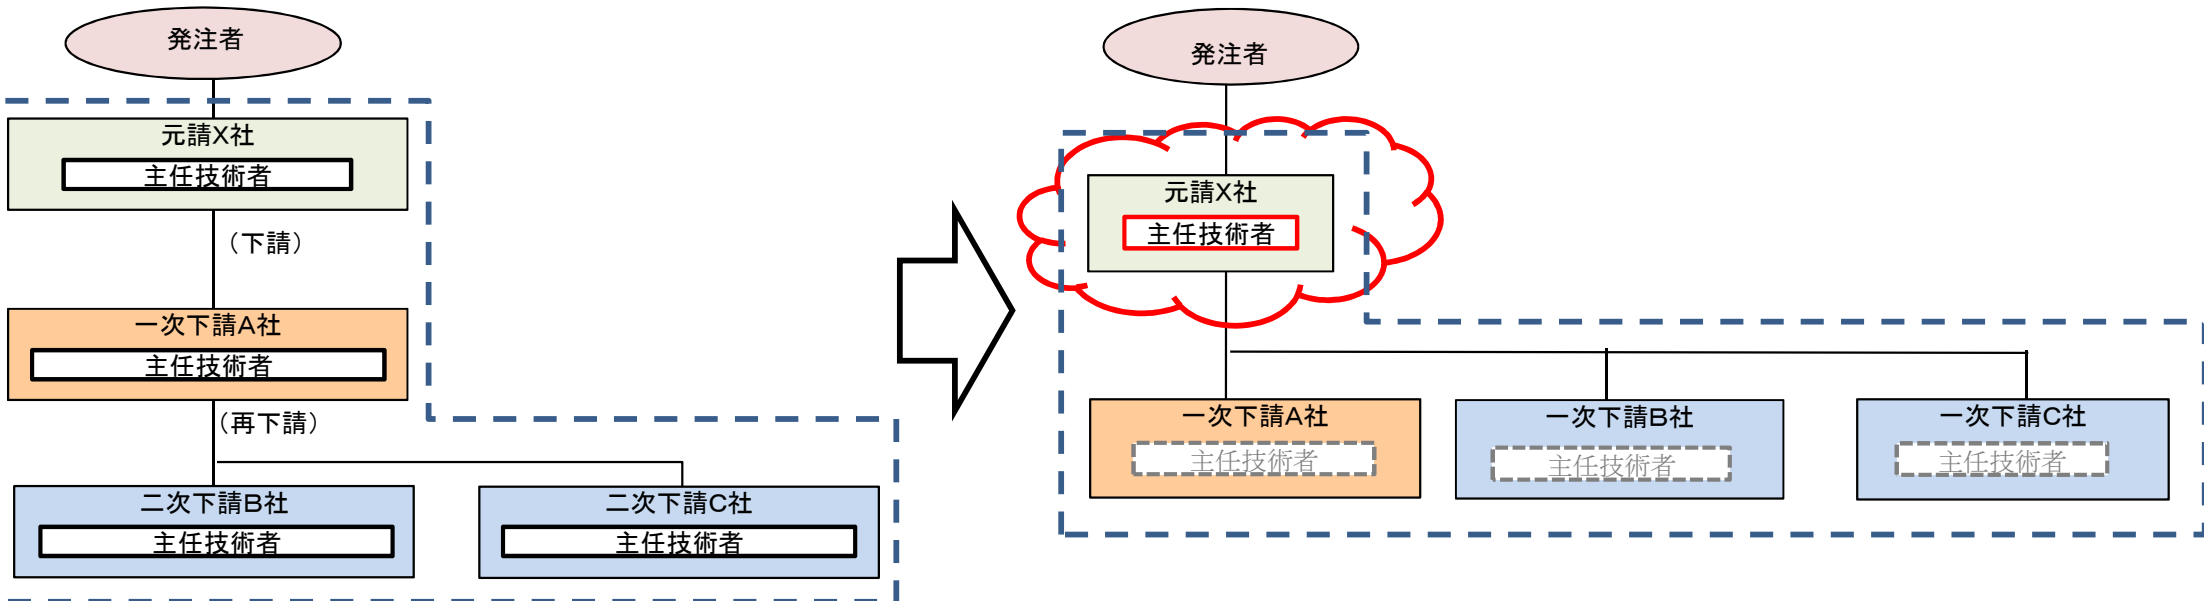 発注者
元請X社
主任技術者
（下請）
一次下請A社
主任技術者
（再下請）
二次下請B社
主任技術者
二次下請C社
主任技術者
発注者
元請X社
主任技術者
一次下請A社
主任技術者
一次下請B社
主任技術者
一次下請C社
主任技術者